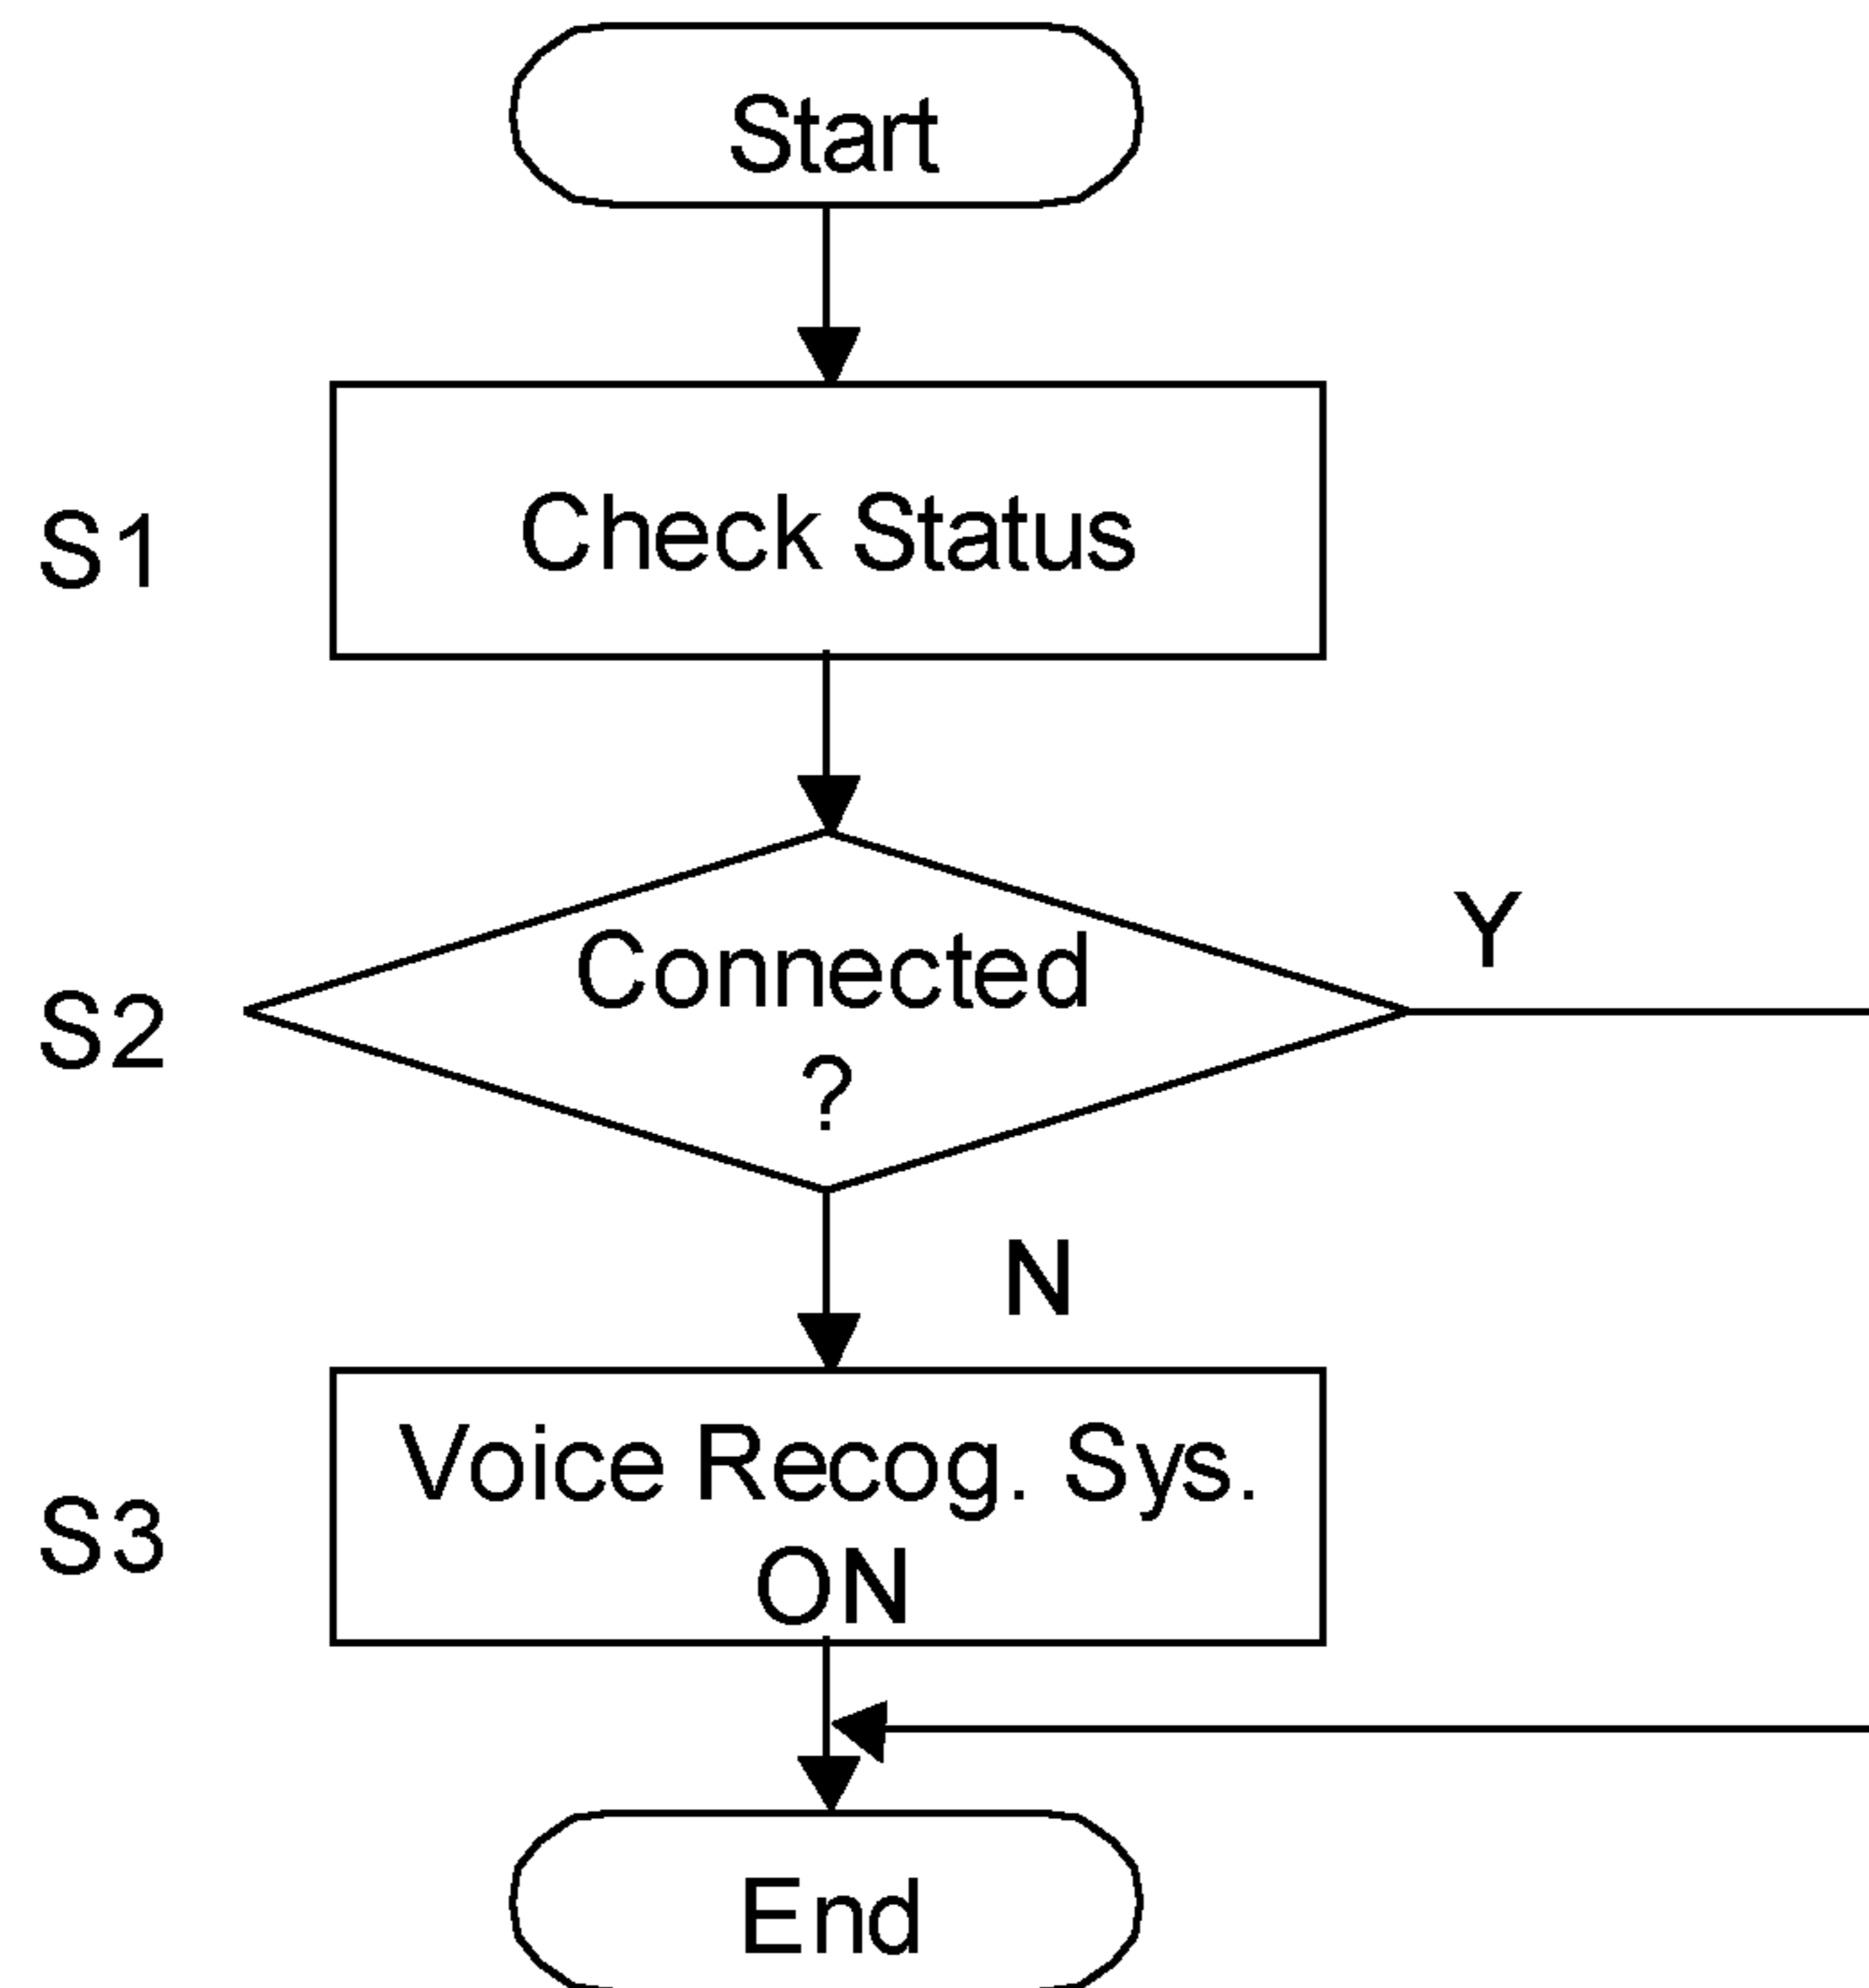 Start
S1
Check Status
S2
Connected
?
Y
N
S3
Voice Recog. Sys.
ON
End